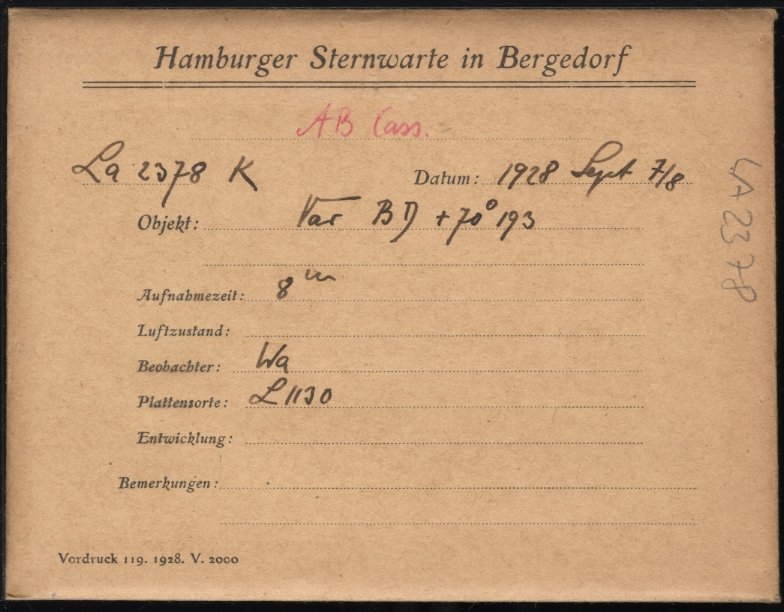 Hamburger Sternwarte in Bergedorf
AB Cass.
La 2378 K Datum: 1928 Sept 7/8
Objekt: Var BD +70° 193
Aufnahmezeit: 8m
Luftzustand:
Beobachter: Wa
Plattensorte: L 1130
Entwicklung:
Bemerkungen:
Vordruck 119. 1928. V. 2000
LA 2378